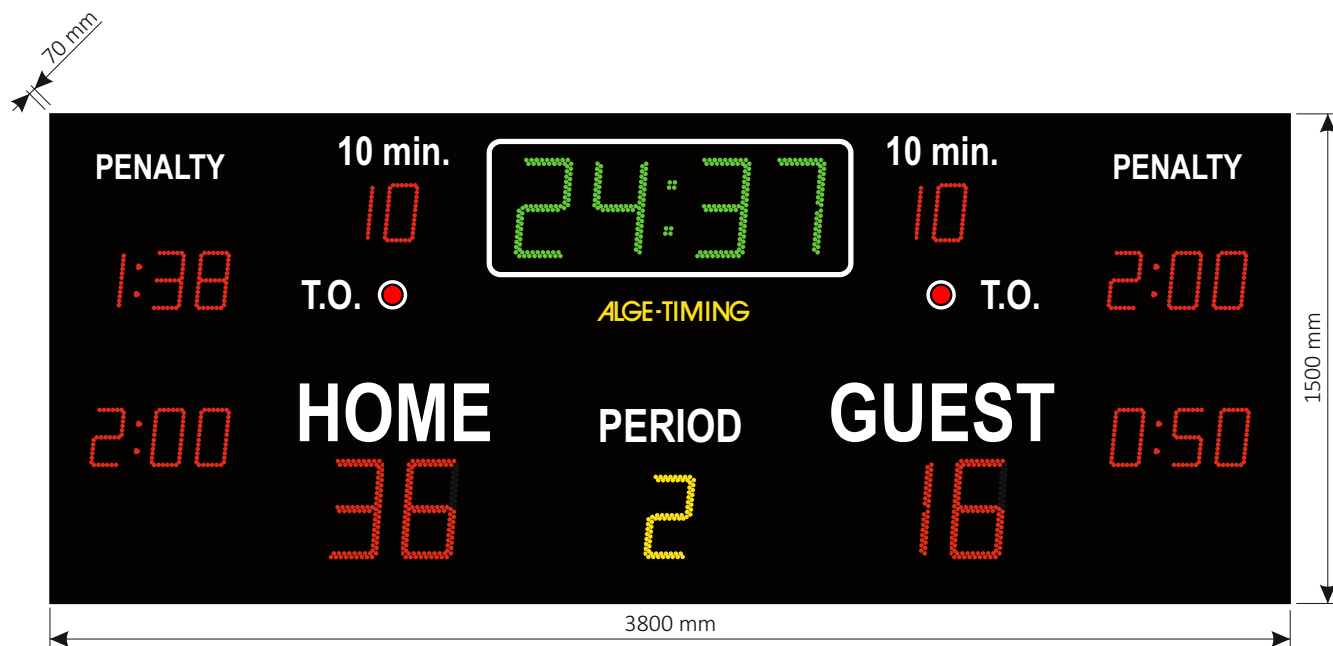 70 mm
PENALTY
10 min.
24:37
10 min.
PENALTY
10
10
1:38
T.O.
T.O.
2:00
ALGE-TIMING
1500 mm
HOME
PERIOD
GUEST
2:00
0:50
36
2
16
3800 mm